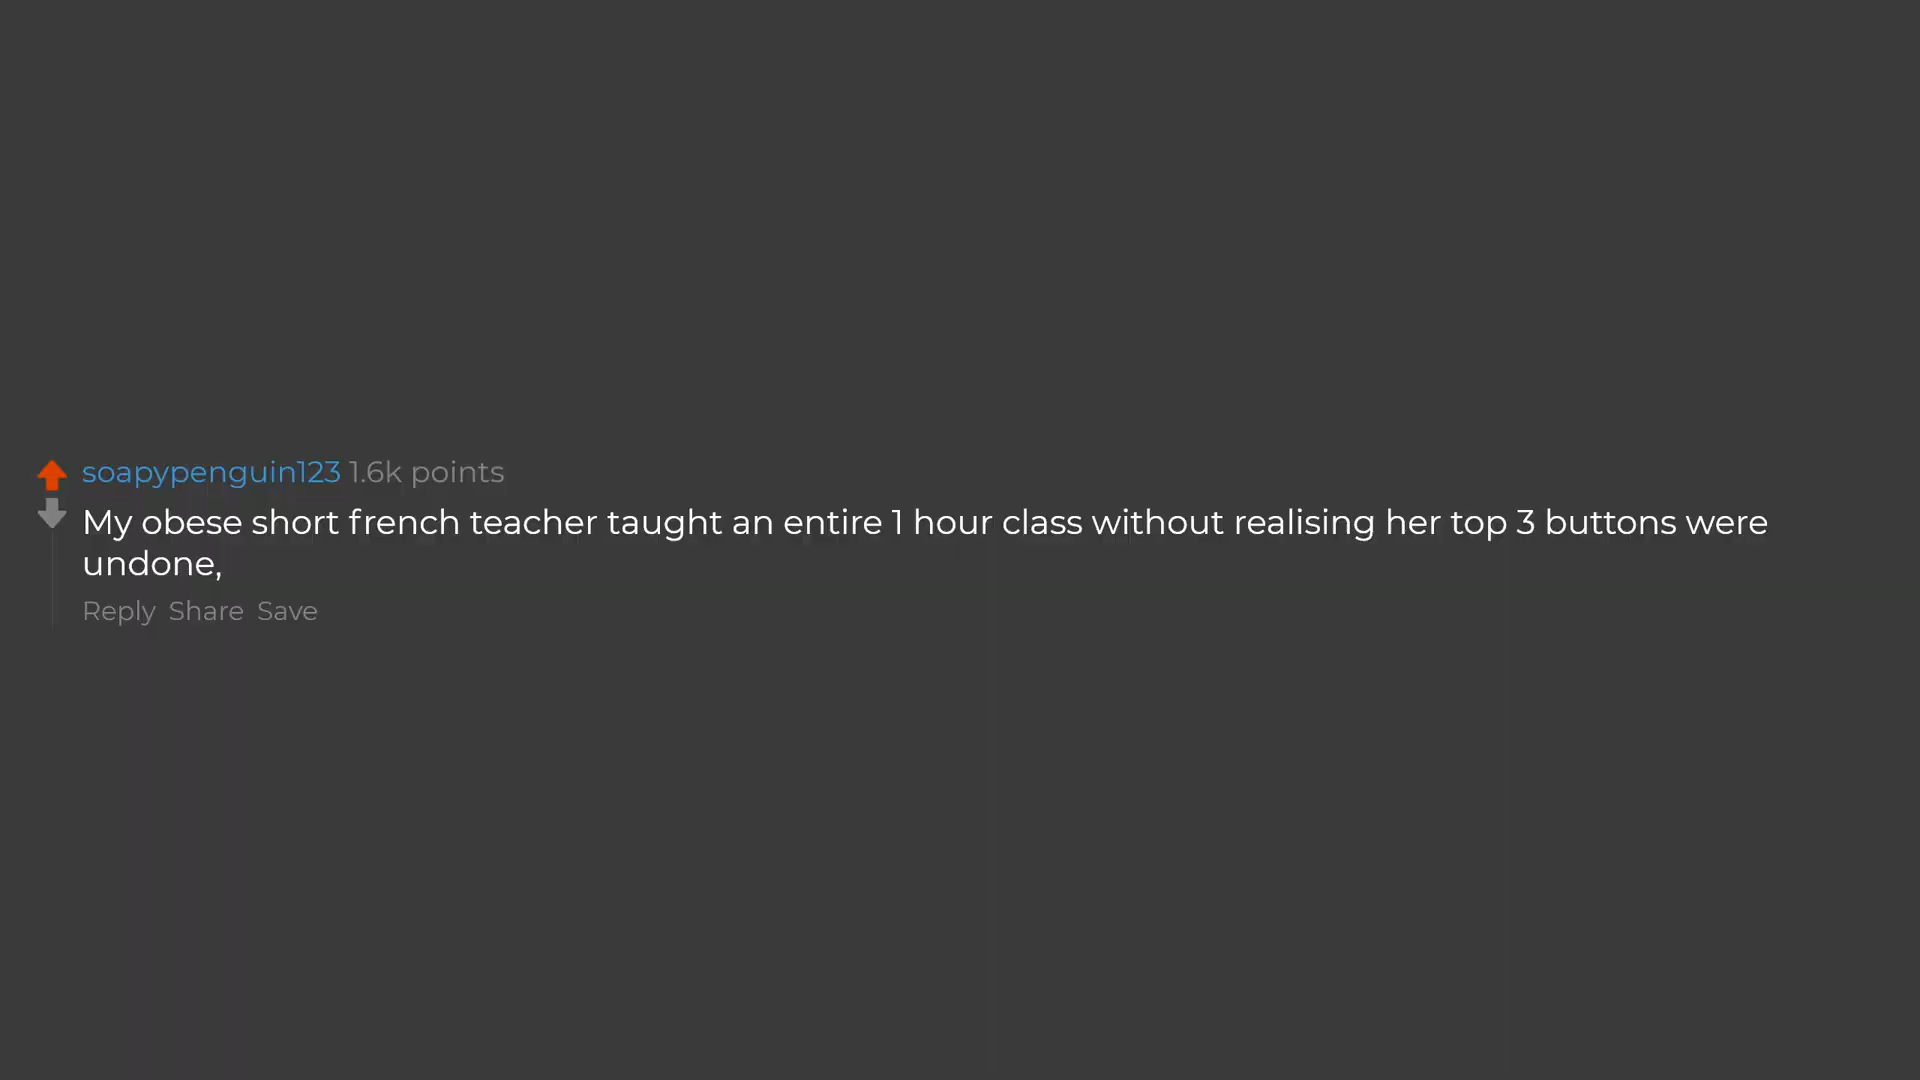 soapypenguin123 1.6k points
My obese short french teacher taught an entire 1 hour class without realising her top 3 buttons were
undone,
Reply Share Save